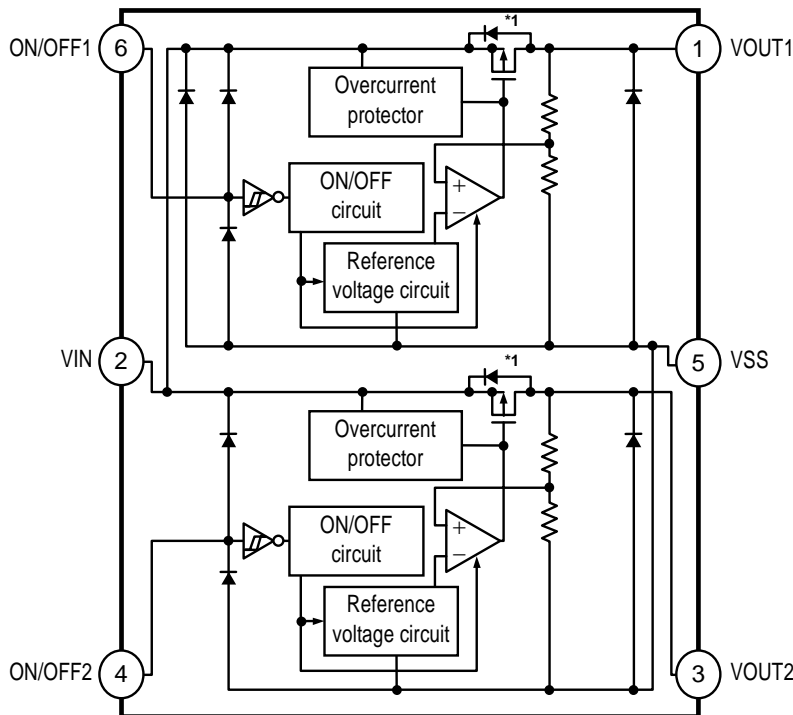 *1
ON/OFF1
6
1
VOUT1
Overcurrent
protector
ON/OFF
circuit
+
−
Reference
voltage circuit
VIN
2
*1
5
VSS
Overcurrent
protector
ON/OFF
circuit
+
−
Reference
voltage circuit
ON/OFF2
4
3
VOUT2